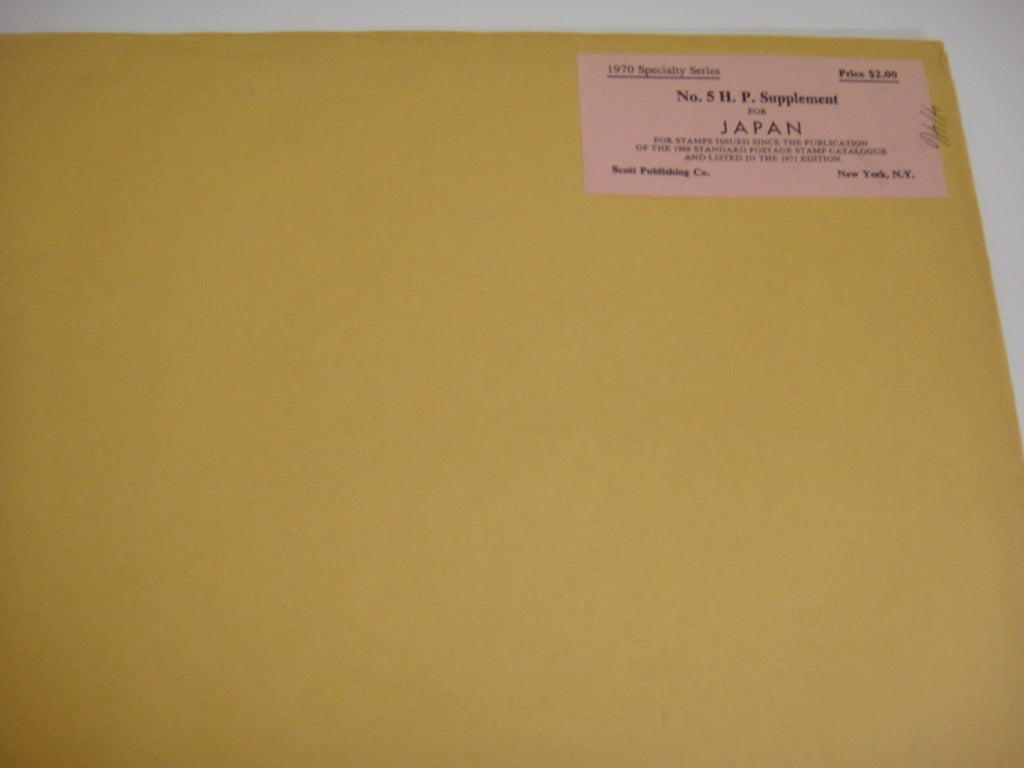 1970 Specialty Series Price $2.00
No. 5 H. P. Supplement
FOR
JAPAN
FOR STAMPS ISSUED SINCE THE PUBLICATION
OF THE 1969 STANDARD POSTAGE STAMP CATALOGUE
AND LISTED IN THE 1971 EDITION.
Scott Publishing Co. New York, N.Y.